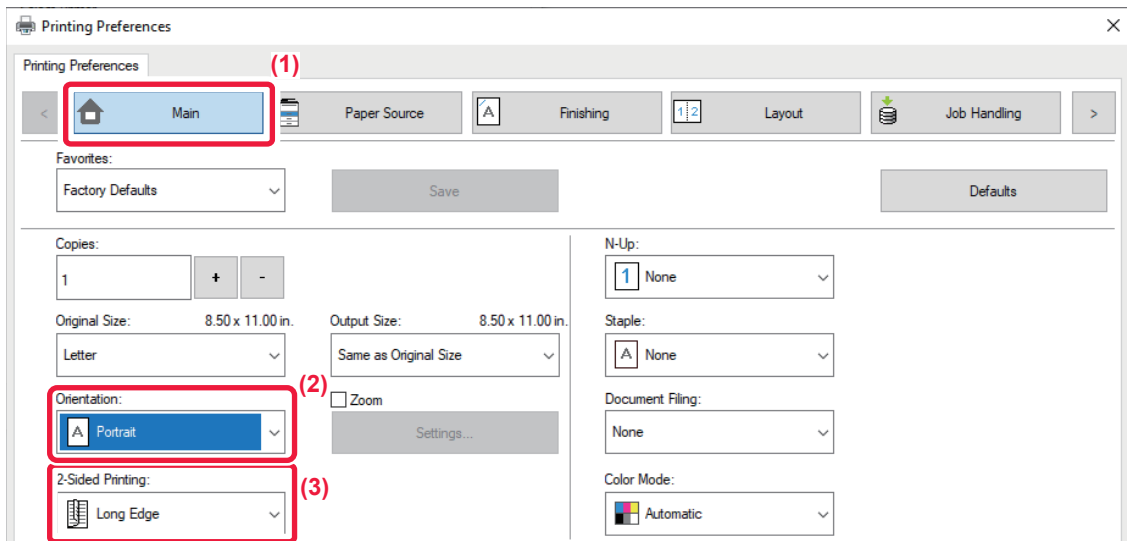 Printing Preferences
Printing Preferences
(1)
< Main Paper Source Finishing 1 2 Layout Job Handling >
Favorites:
Factory Defaults Save Defaults
Copies: N-Up:
1 + - 1 None
Original Size: 8.50 x 11.00 in. Output Size: 8.50 x 11.00 in. Staple:
Letter Same as Original Size A None
(2)
Orientation: Zoom Document Filing:
A Portrait Settings... None
2-Sided Printing: (3) Color Mode:
Long Edge Automatic